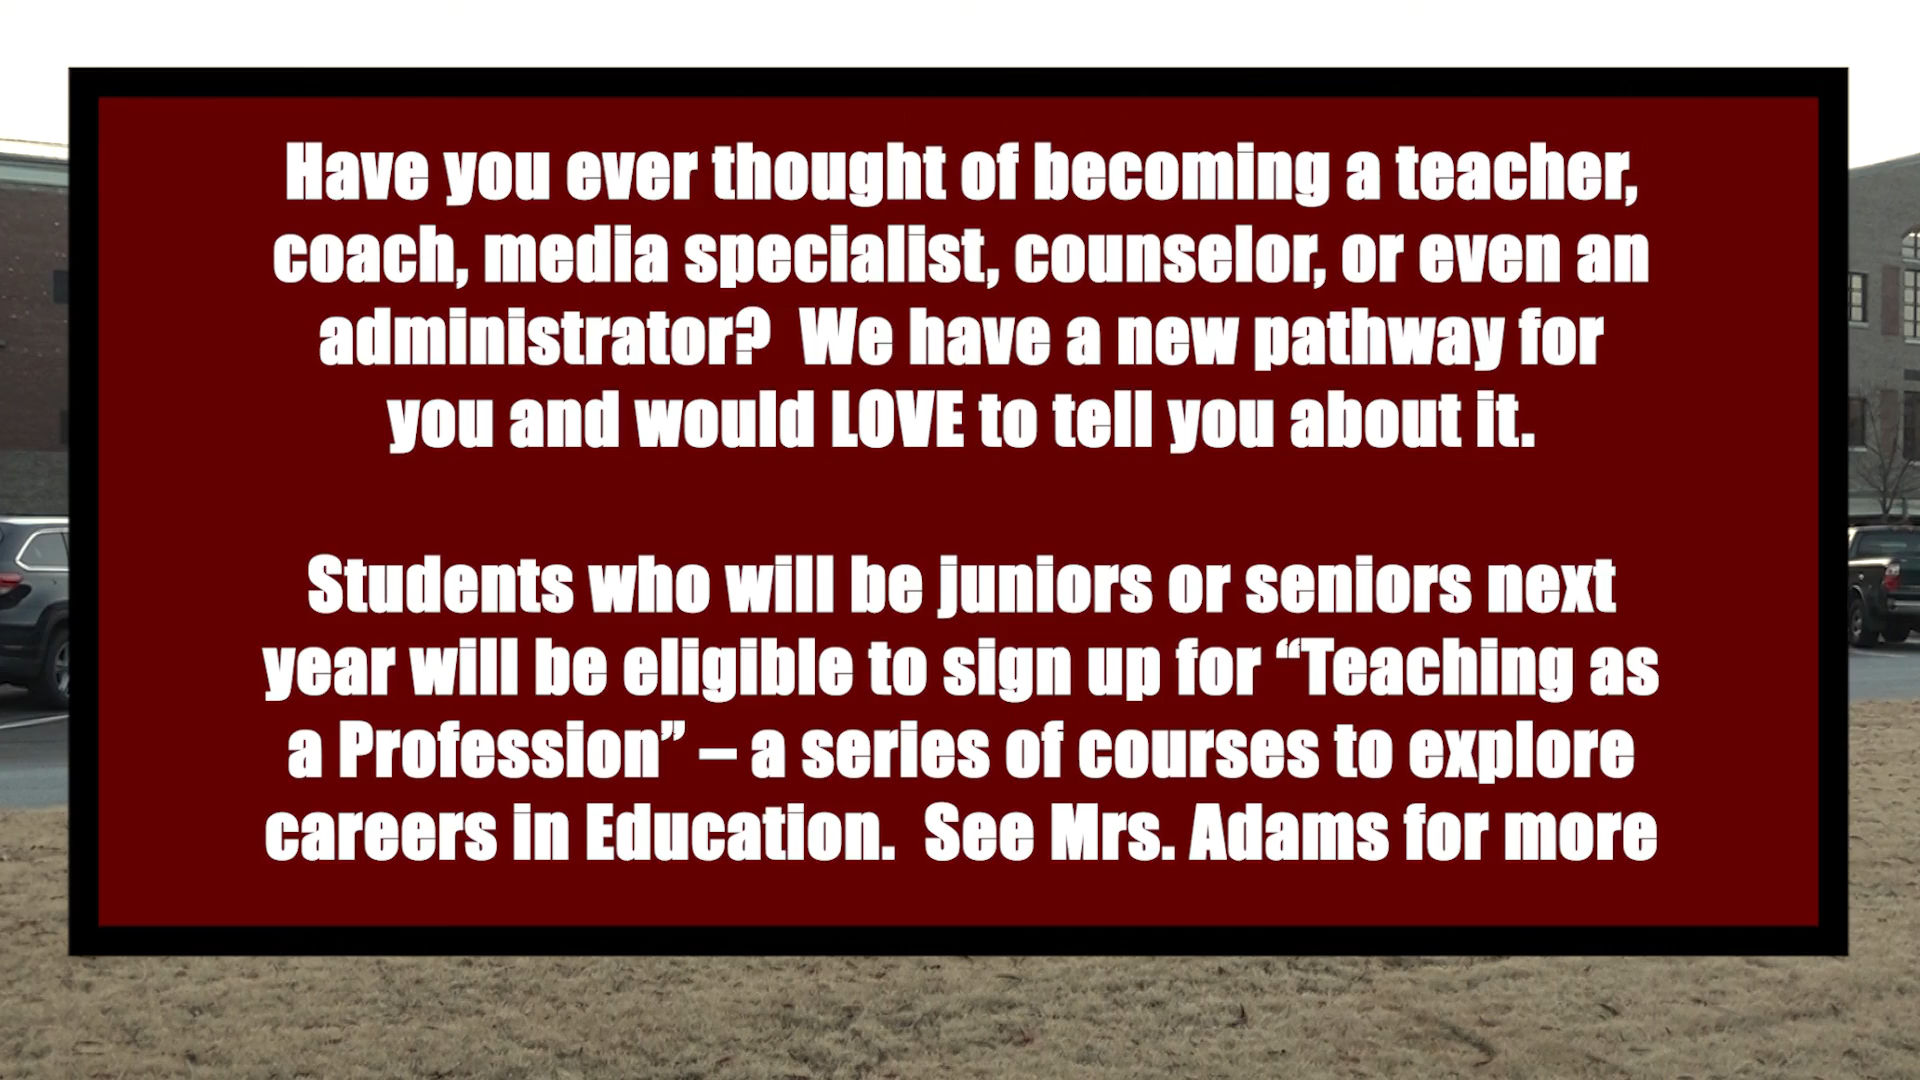 Have you ever thought of becoming a teacher,
coach, media specialist, counselor, or even an
administrator?  We have a new pathway for
you and would LOVE to tell you about it.
Students who will be juniors or seniors next
year will be eligible to sign up for “Teaching as
a Profession” – a series of courses to explore
careers in Education.  See Mrs. Adams for more